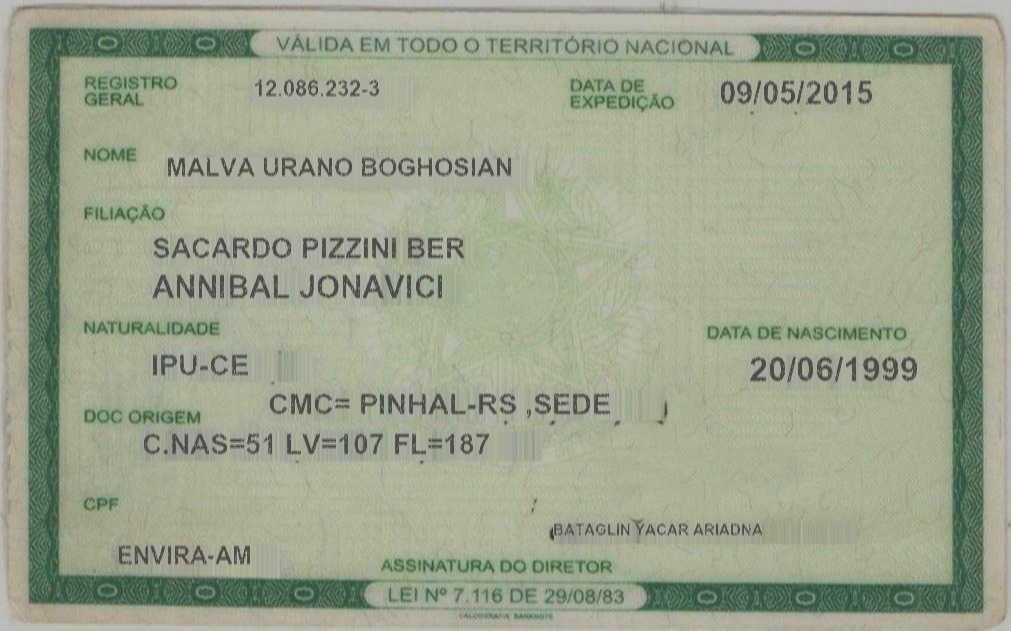 VÁLIDA EM TODO O TERRITÓRIO NACIONAL
REGISTRO GERAL 12.086.232-3 DATA DE EXPEDIÇÃO 09/05/2015
NOME MALVA URANO BOGHOSIAN
FILIAÇÃO
SACARDO PIZZINI BER
ANNIBAL JONAVICI
NATURALIDADE DATA DE NASCIMENTO
IPU-CE 20/06/1999
CMC= PINHAL-RS ,SEDE
DOC ORIGEM
C.NAS=51 LV=107 FL=187
CPF
BATAGLIN YACAR ARIADNA
ENVIRA-AM
ASSINATURA DO DIRETOR
LEI Nº 7.116 DE 29/08/83
CALCOGRAFIA BANKNOTE